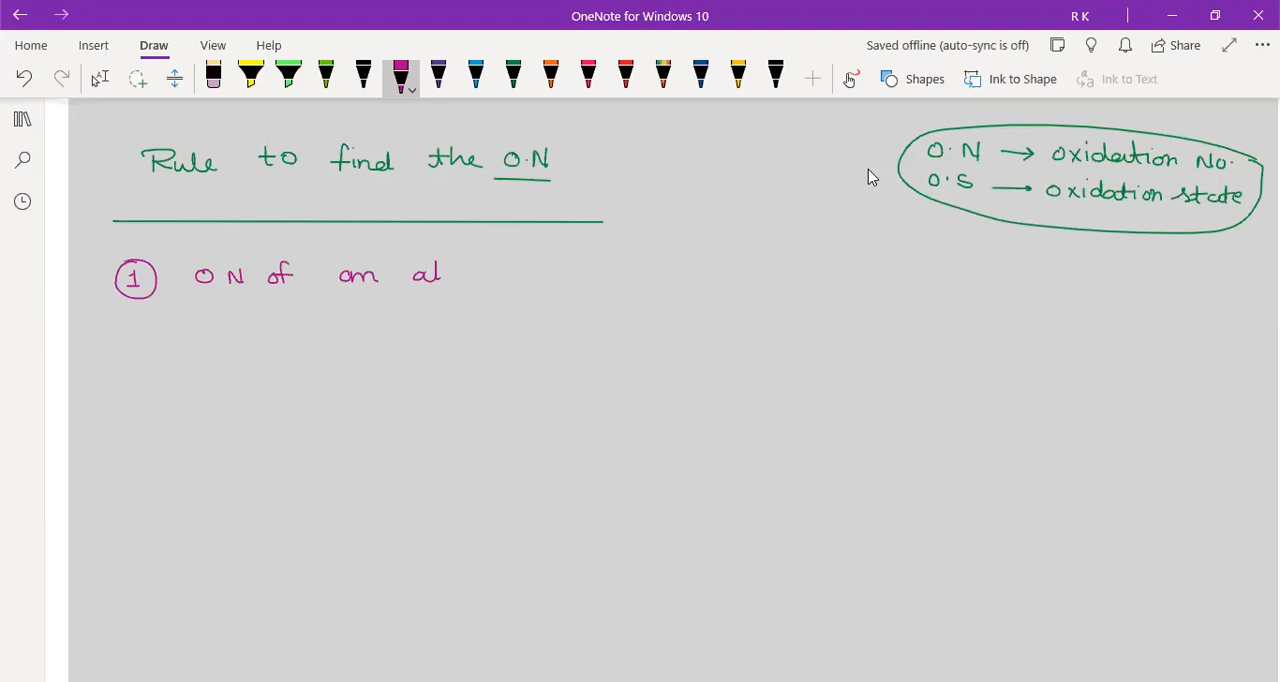 OneNote for Windows 10
R K
Home Insert Draw View Help
Saved offline (auto-sync is off) Share
Shapes Ink to Shape Ink to Text
Rule to find the O.N
O.N → oxidation No.
O.S → oxidation state
1 O N of an al